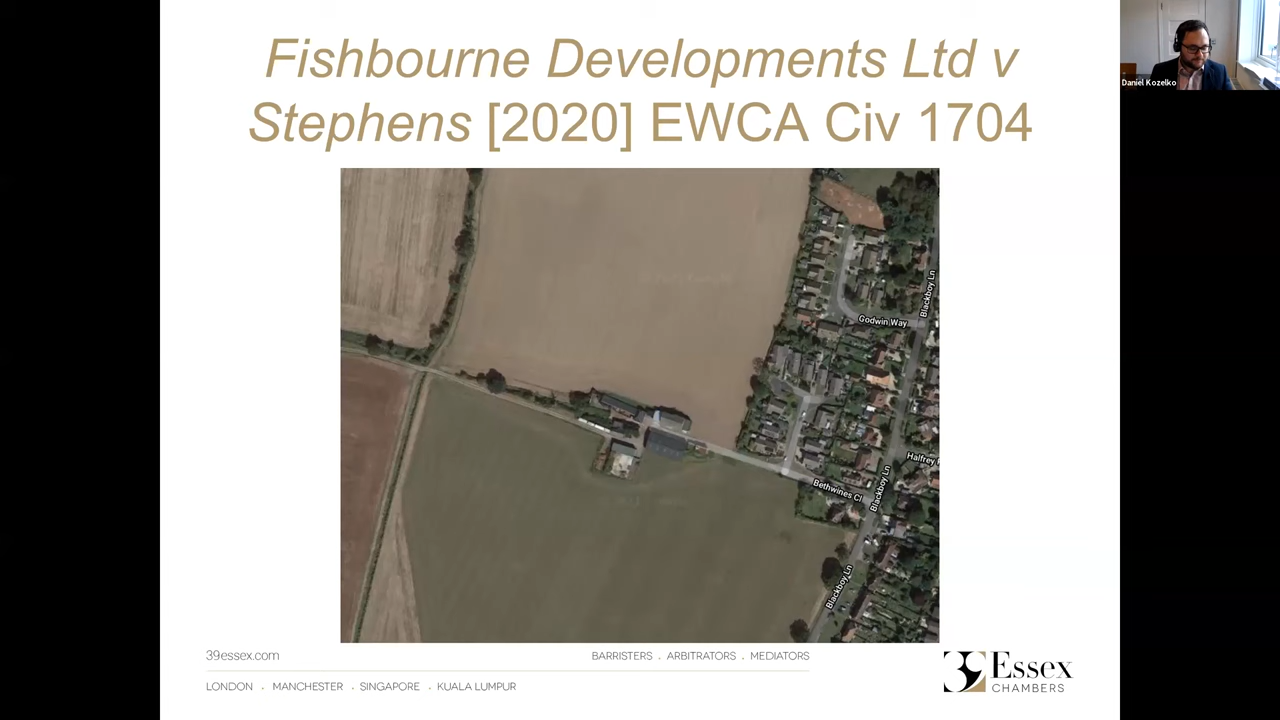 Fishbourne Developments Ltd v
Stephens [2020] EWCA Civ 1704
Daniel Kozelko
Blackboy Ln
Godwin Way
Halfrey
Bethwines Cl
Blackboy Ln
Blackboy Ln
39essex.com
BARRISTERS . ARBITRATORS . MEDIATORS
LONDON . MANCHESTER . SINGAPORE . KUALA LUMPUR
39 Essex
CHAMBERS